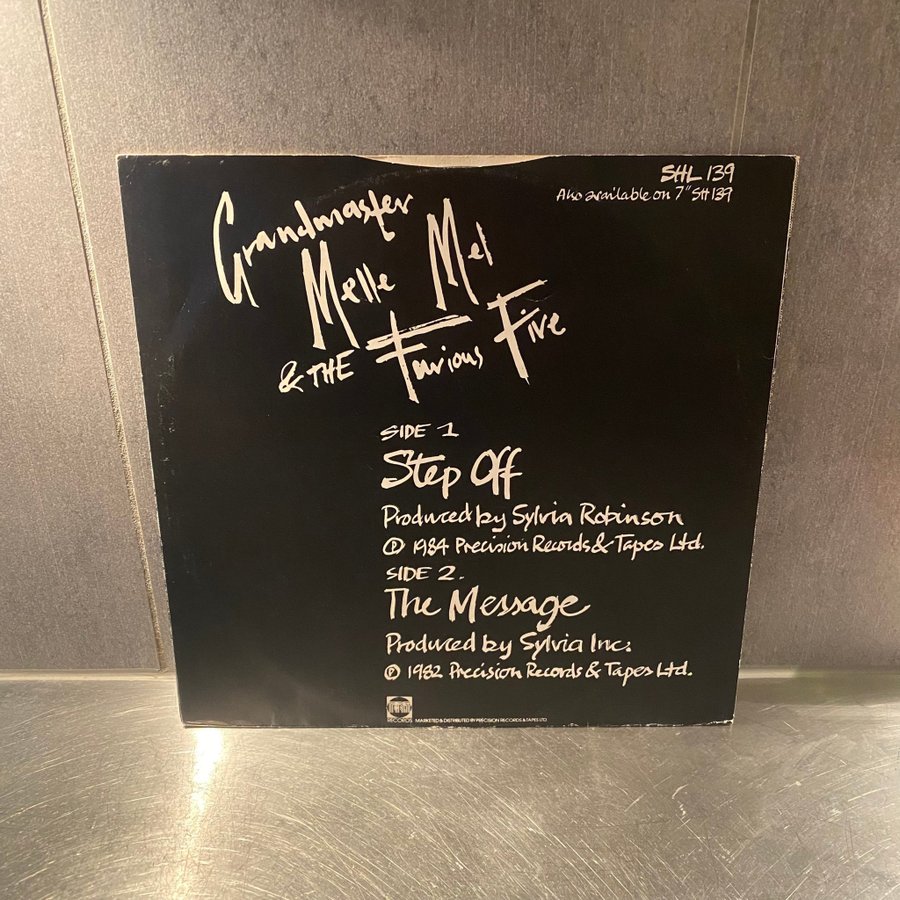 SHL 139
Also available on 7" SH 139
Grandmaster
Melle Mel
& THE Furious Five
SIDE 1
Step Off
Produced by Sylvia Robinson
Ⓟ 1984 Precision Records & Tapes Ltd.
SIDE 2.
The Message
Produced by Sylvia Inc.
Ⓟ 1982 Precision Records & Tapes Ltd.
RECORDS MARKETED & DISTRIBUTED BY PRECISION RECORDS & TAPES LTD